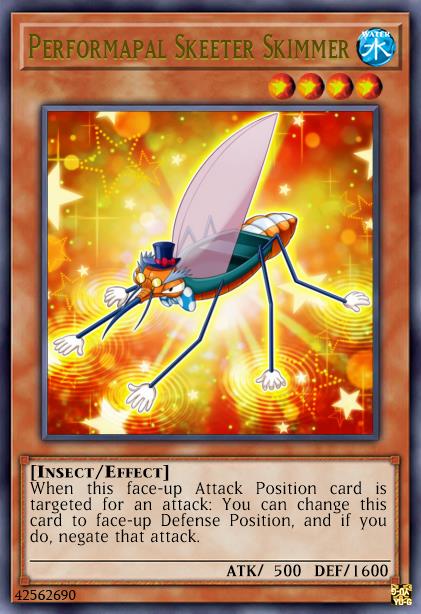 PERFORMAPAL SKEETER SKIMMER
WATER
水
[INSECT/EFFECT]
When this face-up Attack Position card is
targeted for an attack: You can change this
card to face-up Defense Position, and if you
do, negate that attack.
ATK/ 500 DEF/1600
42562690